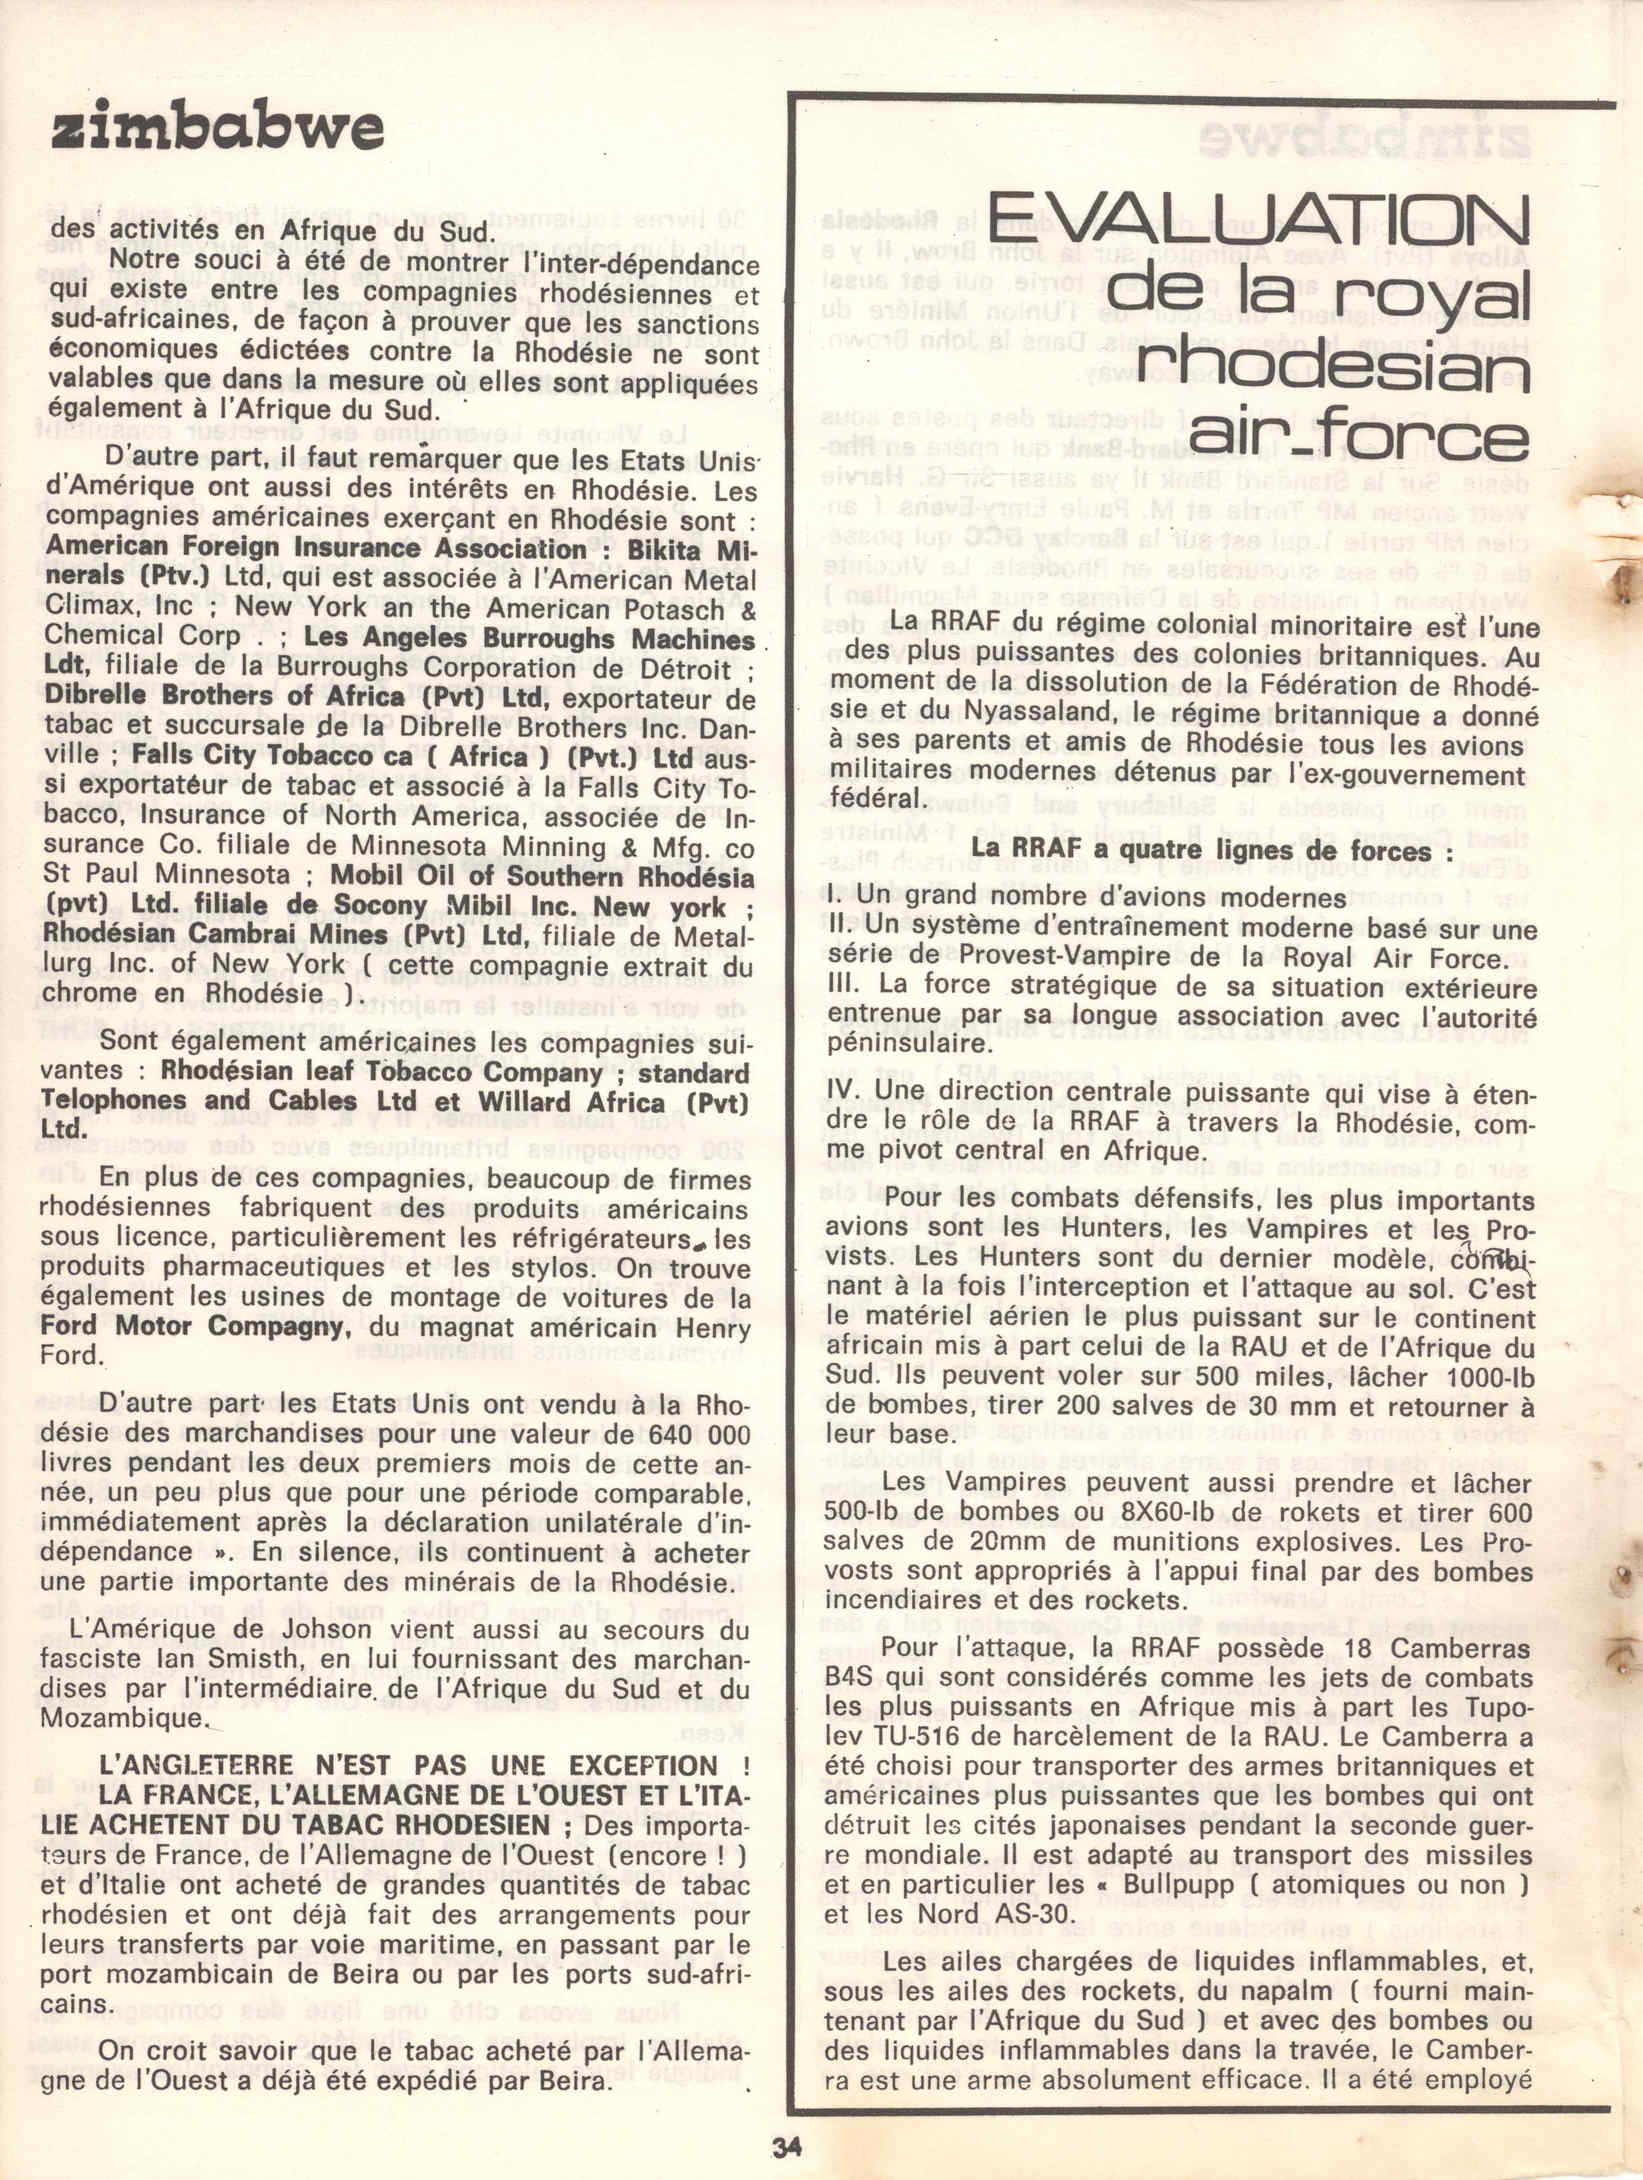 zimbabwe
des activités en Afrique du Sud.
Notre souci à été de montrer l'inter-dépendance
qui existe entre les compagnies rhodésiennes et
sud-africaines, de façon à prouver que les sanctions
économiques édictées contre la Rhodésie ne sont
valables que dans la mesure où elles sont appliquées
également à l'Afrique du Sud.
D'autre part, il faut remarquer que les Etats Unis
d'Amérique ont aussi des intérêts en Rhodésie. Les
compagnies américaines exerçant en Rhodésie sont :
American Foreign Insurance Association : Bikita Mi-
nerals (Ptv.) Ltd, qui est associée à l'American Metal
Climax, Inc ; New York an the American Potasch &
Chemical Corp . ; Les Angeles Burroughs Machines
Ldt, filiale de la Burroughs Corporation de Détroit ;
Dibrelle Brothers of Africa (Pvt) Ltd, exportateur de
tabac et succursale de la Dibrelle Brothers Inc. Dan-
ville ; Falls City Tobacco ca ( Africa ) (Pvt.) Ltd aus-
si exportatéur de tabac et associé à la Falls City To-
bacco, Insurance of North America, associée de In-
surance Co. filiale de Minnesota Minning & Mfg. co
St Paul Minnesota ; Mobil Oil of Southern Rhodésia
(pvt) Ltd. filiale de Socony Mibil Inc. New york ;
Rhodésian Cambrai Mines (Pvt) Ltd, filiale de Metal-
lurg Inc. of New York ( cette compagnie extrait du
chrome en Rhodésie ).
Sont également américaines les compagnies sui-
vantes : Rhodésian leaf Tobacco Company ; standard
Telophones and Cables Ltd et Willard Africa (Pvt)
Ltd.
En plus de ces compagnies, beaucoup de firmes
rhodésiennes fabriquent des produits américains
sous licence, particulièrement les réfrigérateurs, les
produits pharmaceutiques et les stylos. On trouve
également les usines de montage de voitures de la
Ford Motor Compagny, du magnat américain Henry
Ford.
D'autre part les Etats Unis ont vendu à la Rho-
désie des marchandises pour une valeur de 640 000
livres pendant les deux premiers mois de cette an-
née, un peu plus que pour une période comparable,
immédiatement après la déclaration unilatérale d'in-
dépendance ». En silence, ils continuent à acheter
une partie importante des minérais de la Rhodésie.
L'Amérique de Johson vient aussi au secours du
fasciste Ian Smisth, en lui fournissant des marchan-
dises par l'intermédiaire de l'Afrique du Sud et du
Mozambique.
L'ANGLETERRE N'EST PAS UNE EXCEPTION !
LA FRANCE, L'ALLEMAGNE DE L'OUEST ET L'ITA-
LIE ACHETENT DU TABAC RHODESIEN ; Des importa-
teurs de France, de l'Allemagne de l'Ouest (encore ! )
et d'Italie ont acheté de grandes quantités de tabac
rhodésien et ont déjà fait des arrangements pour
leurs transferts par voie maritime, en passant par le
port mozambicain de Beira ou par les ports sud-afri-
cains.
On croit savoir que le tabac acheté par l'Allema-
gne de l'Ouest a déjà été expédié par Beira.
EVALUATION
de la royal
rhodesian
air-force
La RRAF du régime colonial minoritaire est l'une
des plus puissantes des colonies britanniques. Au
moment de la dissolution de la Fédération de Rhodé-
sie et du Nyassaland, le régime britannique a donné
à ses parents et amis de Rhodésie tous les avions
militaires modernes détenus par l'ex-gouvernement
fédéral.
La RRAF a quatre lignes de forces :
I. Un grand nombre d'avions modernes
II. Un système d'entraînement moderne basé sur une
série de Provest-Vampire de la Royal Air Force.
III. La force stratégique de sa situation extérieure
entrenue par sa longue association avec l'autorité
péninsulaire.
IV. Une direction centrale puissante qui vise à éten-
dre le rôle de la RRAF à travers la Rhodésie, com-
me pivot central en Afrique.
Pour les combats défensifs, les plus importants
avions sont les Hunters, les Vampires et les Pro-
vists. Les Hunters sont du dernier modèle, combi-
nant à la fois l'interception et l'attaque au sol. C'est
le matériel aérien le plus puissant sur le continent
africain mis à part celui de la RAU et de l'Afrique du
Sud. Ils peuvent voler sur 500 miles, lâcher 1000-lb
de bombes, tirer 200 salves de 30 mm et retourner à
leur base.
Les Vampires peuvent aussi prendre et lâcher
500-lb de bombes ou 8X60-lb de rokets et tirer 600
salves de 20mm de munitions explosives. Les Pro-
vosts sont appropriés à l'appui final par des bombes
incendiaires et des rockets.
Pour l'attaque, la RRAF possède 18 Camberras
B4S qui sont considérés comme les jets de combats
les plus puissants en Afrique mis à part les Tupo-
lev TU-516 de harcèlement de la RAU. Le Camberra a
été choisi pour transporter des armes britanniques et
américaines plus puissantes que les bombes qui ont
détruit les cités japonaises pendant la seconde guer-
re mondiale. Il est adapté au transport des missiles
et en particulier les « Bullpupp ( atomiques ou non )
et les Nord AS-30.
Les ailes chargées de liquides inflammables, et,
sous les ailes des rockets, du napalm ( fourni main-
tenant par l'Afrique du Sud ) et avec des bombes ou
des liquides inflammables dans la travée, le Camber-
ra est une arme absolument efficace. Il a été employé
34